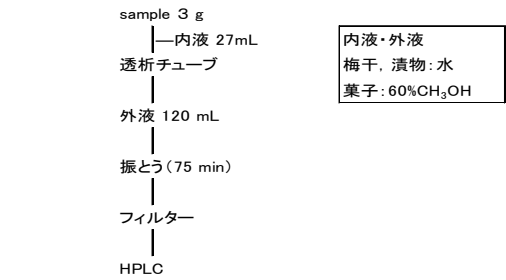 sample 3 g
内液 27mL
透析チューブ
外液 120 mL
振とう(75 min)
フィルター
HPLC
内液・外液
梅干，漬物：水
菓子：60%CH₃OH